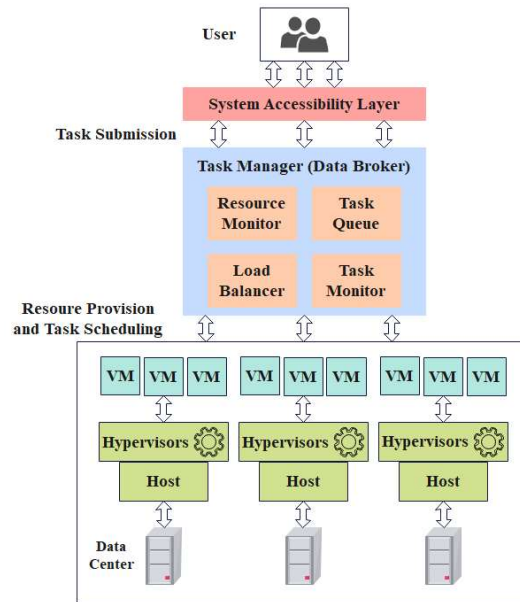 User
System Accessibility Layer
Task Submission
Task Manager (Data Broker)
Resource
Monitor
Task
Queue
Load
Balancer
Task
Monitor
Resoure Provision
and Task Scheduling
VM VM VM VM VM VM VM VM VM
Hypervisors Hypervisors Hypervisors
Host Host Host
Data
Center